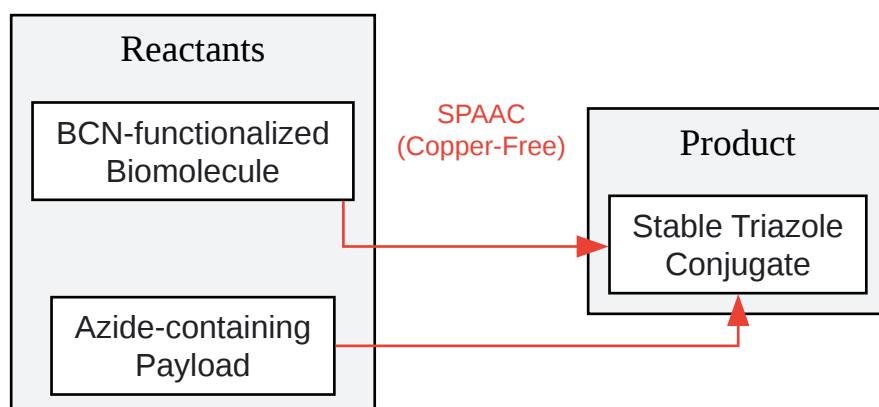 Reactants
BCN-functionalized
Biomolecule
Azide-containing
Payload
SPAAC
(Copper-Free)
Product
Stable Triazole
Conjugate